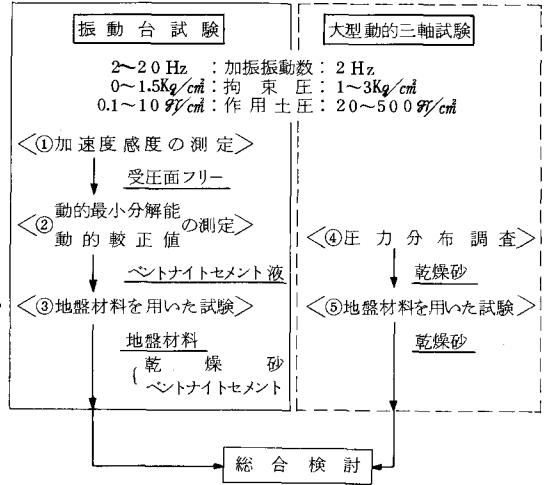 振動台試験
大型動的三軸試験
2~20Hz:加振振動数:2Hz
0~1.5Kg/cm²:拘束圧:1~3Kg/cm²
0.1~10gr/cm²:作用土圧:20~500gr/cm²
<①加速度感度の測定>
受圧面フリー
<②動的最小分解能
動的較正値の測定>
ベントナイトセメント液
<③地盤材料を用いた試験>
地盤材料
{乾燥砂
ベントナイトセメント
<④圧力分布調査>
乾燥砂
<⑤地盤材料を用いた試験>
乾燥砂
総合検討